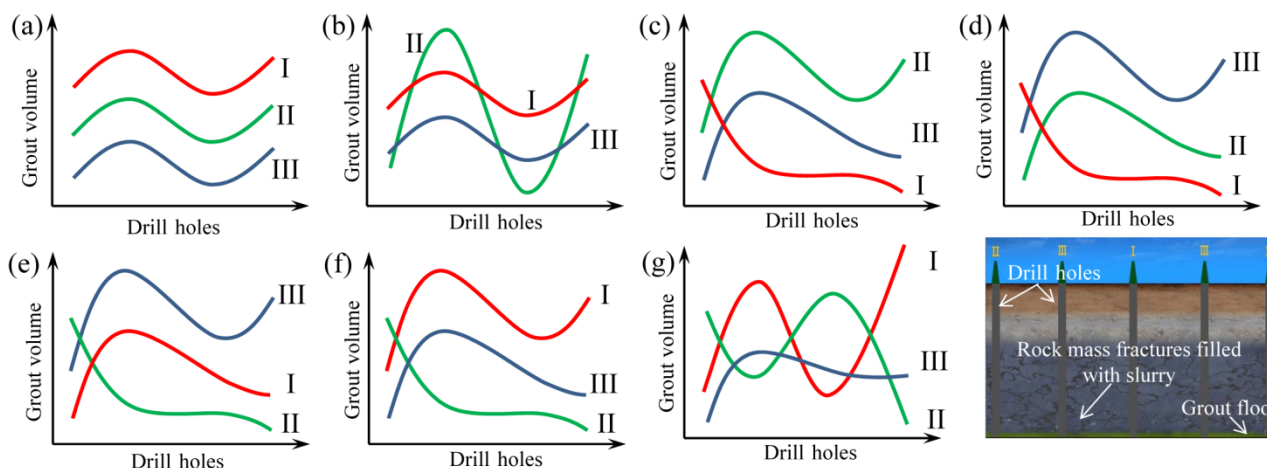 (a)
Grout volume
I
II
III
Drill holes
(b)
Grout volume
II
I
III
Drill holes
(c)
Grout volume
II
III
I
Drill holes
(d)
Grout volume
III
II
I
Drill holes
(e)
Grout volume
III
I
II
Drill holes
(f)
Grout volume
I
III
II
Drill holes
(g)
Grout volume
I
III
II
Drill holes
II III I III
Drill holes
Rock mass fractures filled
with slurry
Grout floo